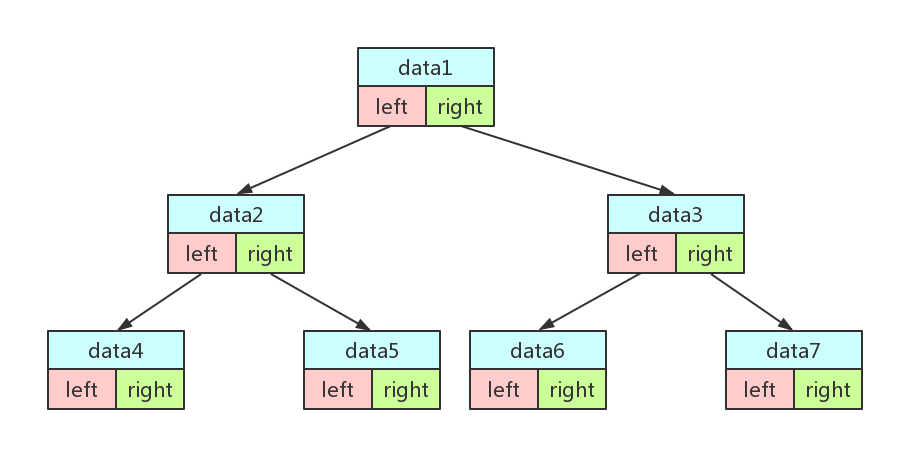 data1
left right
data2 data3
left right left right
data4 data5 data6 data7
left right left right left right left right